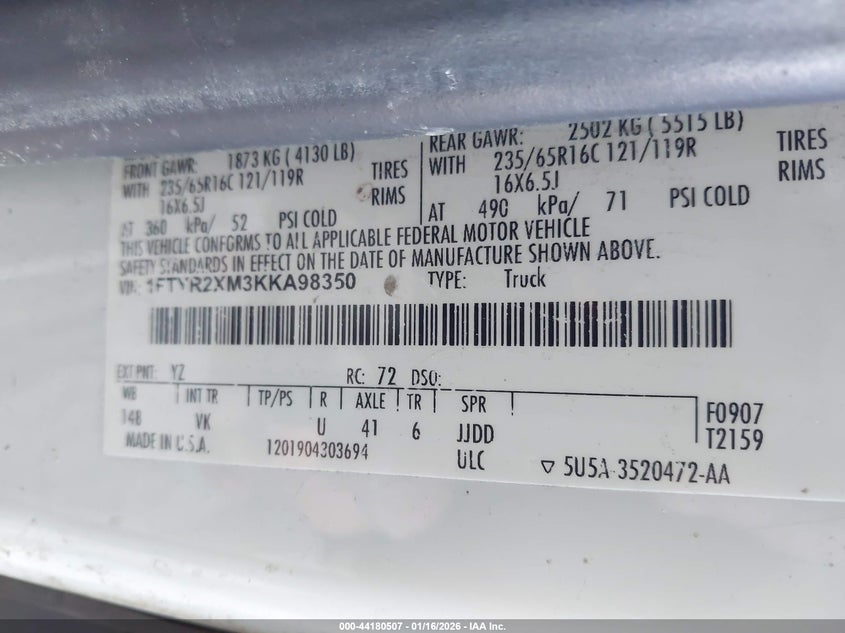 FRONT GAWR: 1873 KG ( 4130 LB)
WITH 235/65R16C 121/119R TIRES
16X6.5J RIMS
AT 360 kPa/ 52 PSI COLD
REAR GAWR: 2502 KG ( 5515 LB)
WITH 235/65R16C 121/119R TIRES
16X6.5J RIMS
AT 490 kPa/ 71 PSI COLD
THIS VEHICLE CONFORMS TO ALL APPLICABLE FEDERAL MOTOR VEHICLE
SAFETY STANDARDS IN EFFECT ON THE DATE OF MANUFACTURE SHOWN ABOVE.
VIN: 1FTYR2XM3KKA98350 TYPE: Truck
EXT PNT: YZ RC: 72 DSO:
WB INT TR TP/PS R AXLE TR SPR
148 VK U 41 6 JJDD
F0907
T2159
MADE IN U.S.A. 1201904303694 ULC ▽ 5U5A-3520472-AA
000-44180507 - 01/16/2026 - IAA Inc.